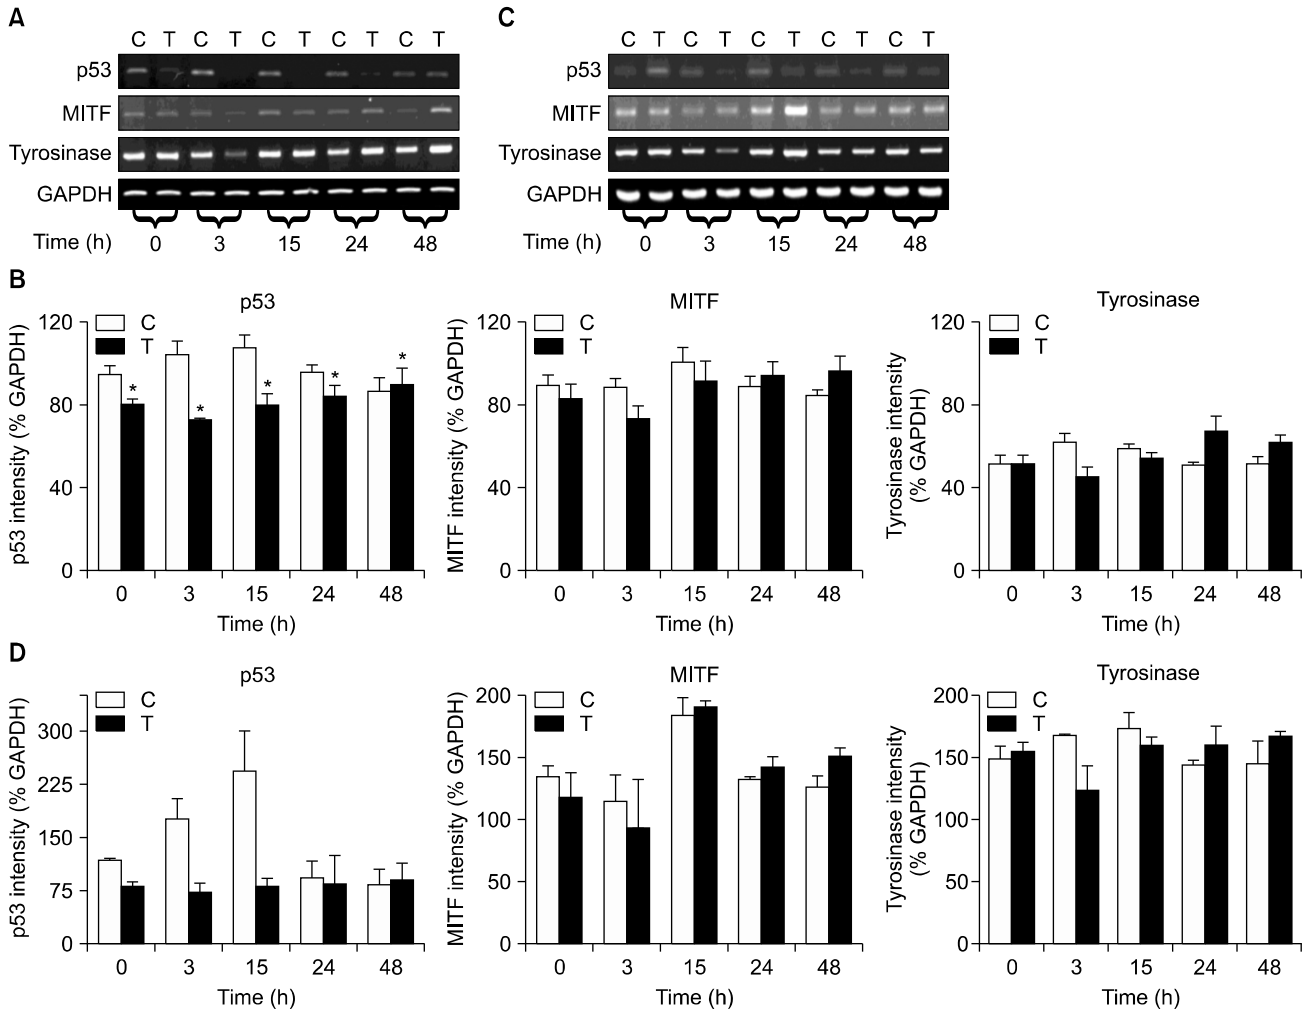 A
C T C T C T C T C T
p53
MITF
Tyrosinase
GAPDH
Time (h) 0 3 15 24 48
C
C T C T C T C T C T
p53
MITF
Tyrosinase
GAPDH
Time (h) 0 3 15 24 48
B
p53
p53 intensity (% GAPDH)
120
80
40
0
C
T
* * * * *
0 3 15 24 48
Time (h)
MITF
MITF intensity (% GAPDH)
120
80
40
0
C
T
0 3 15 24 48
Time (h)
Tyrosinase
Tyrosinase intensity
(% GAPDH)
120
80
40
0
C
T
0 3 15 24 48
Time (h)
D
p53
p53 intensity (% GAPDH)
300
225
150
75
0
C
T
0 3 15 24 48
Time (h)
MITF
MITF intensity (% GAPDH)
200
150
100
50
0
C
T
0 3 15 24 48
Time (h)
Tyrosinase
Tyrosinase intensity
(% GAPDH)
200
150
100
50
0
C
T
0 3 15 24 48
Time (h)